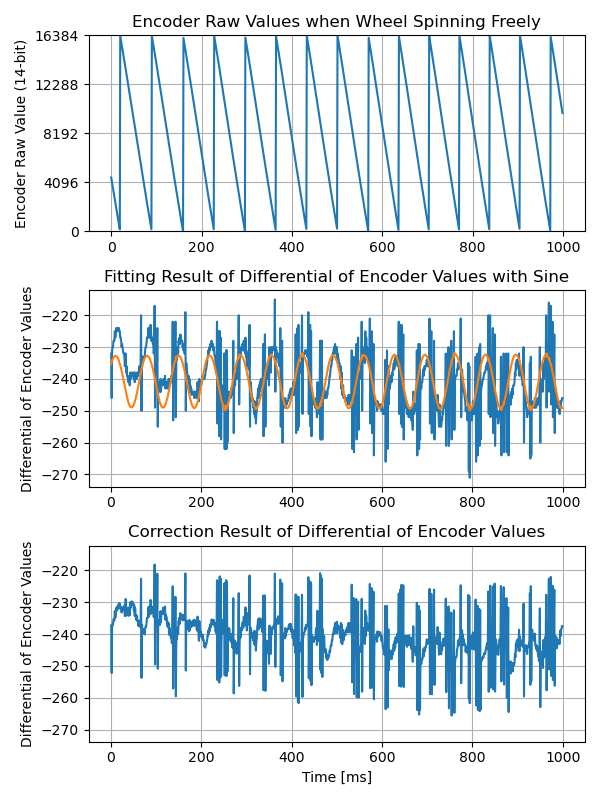 Encoder Raw Values when Wheel Spinning Freely
Encoder Raw Value (14-bit)
16384
12288
8192
4096
0
0 200 400 600 800 1000
Fitting Result of Differential of Encoder Values with Sine
Differential of Encoder Values
−220
−230
−240
−250
−260
−270
0 200 400 600 800 1000
Correction Result of Differential of Encoder Values
Differential of Encoder Values
−220
−230
−240
−250
−260
−270
0 200 400 600 800 1000
Time [ms]